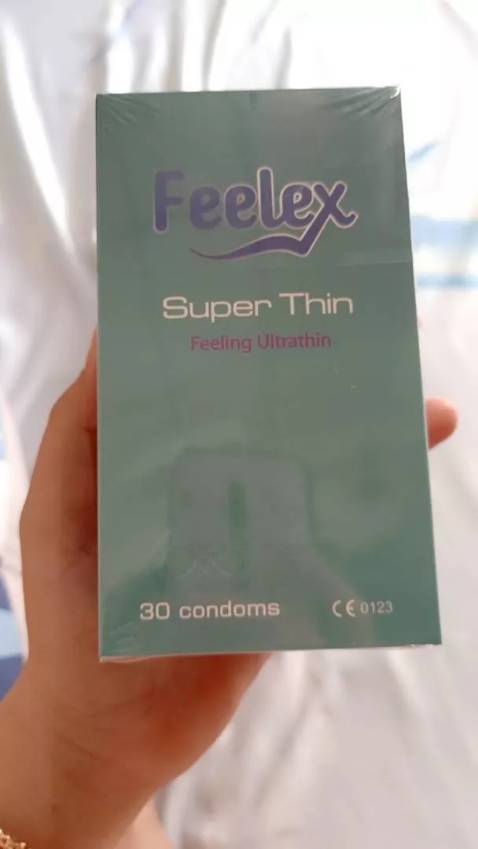 Feelex
Super Thin
Feeling Ultrathin
30 condoms
CE 0123